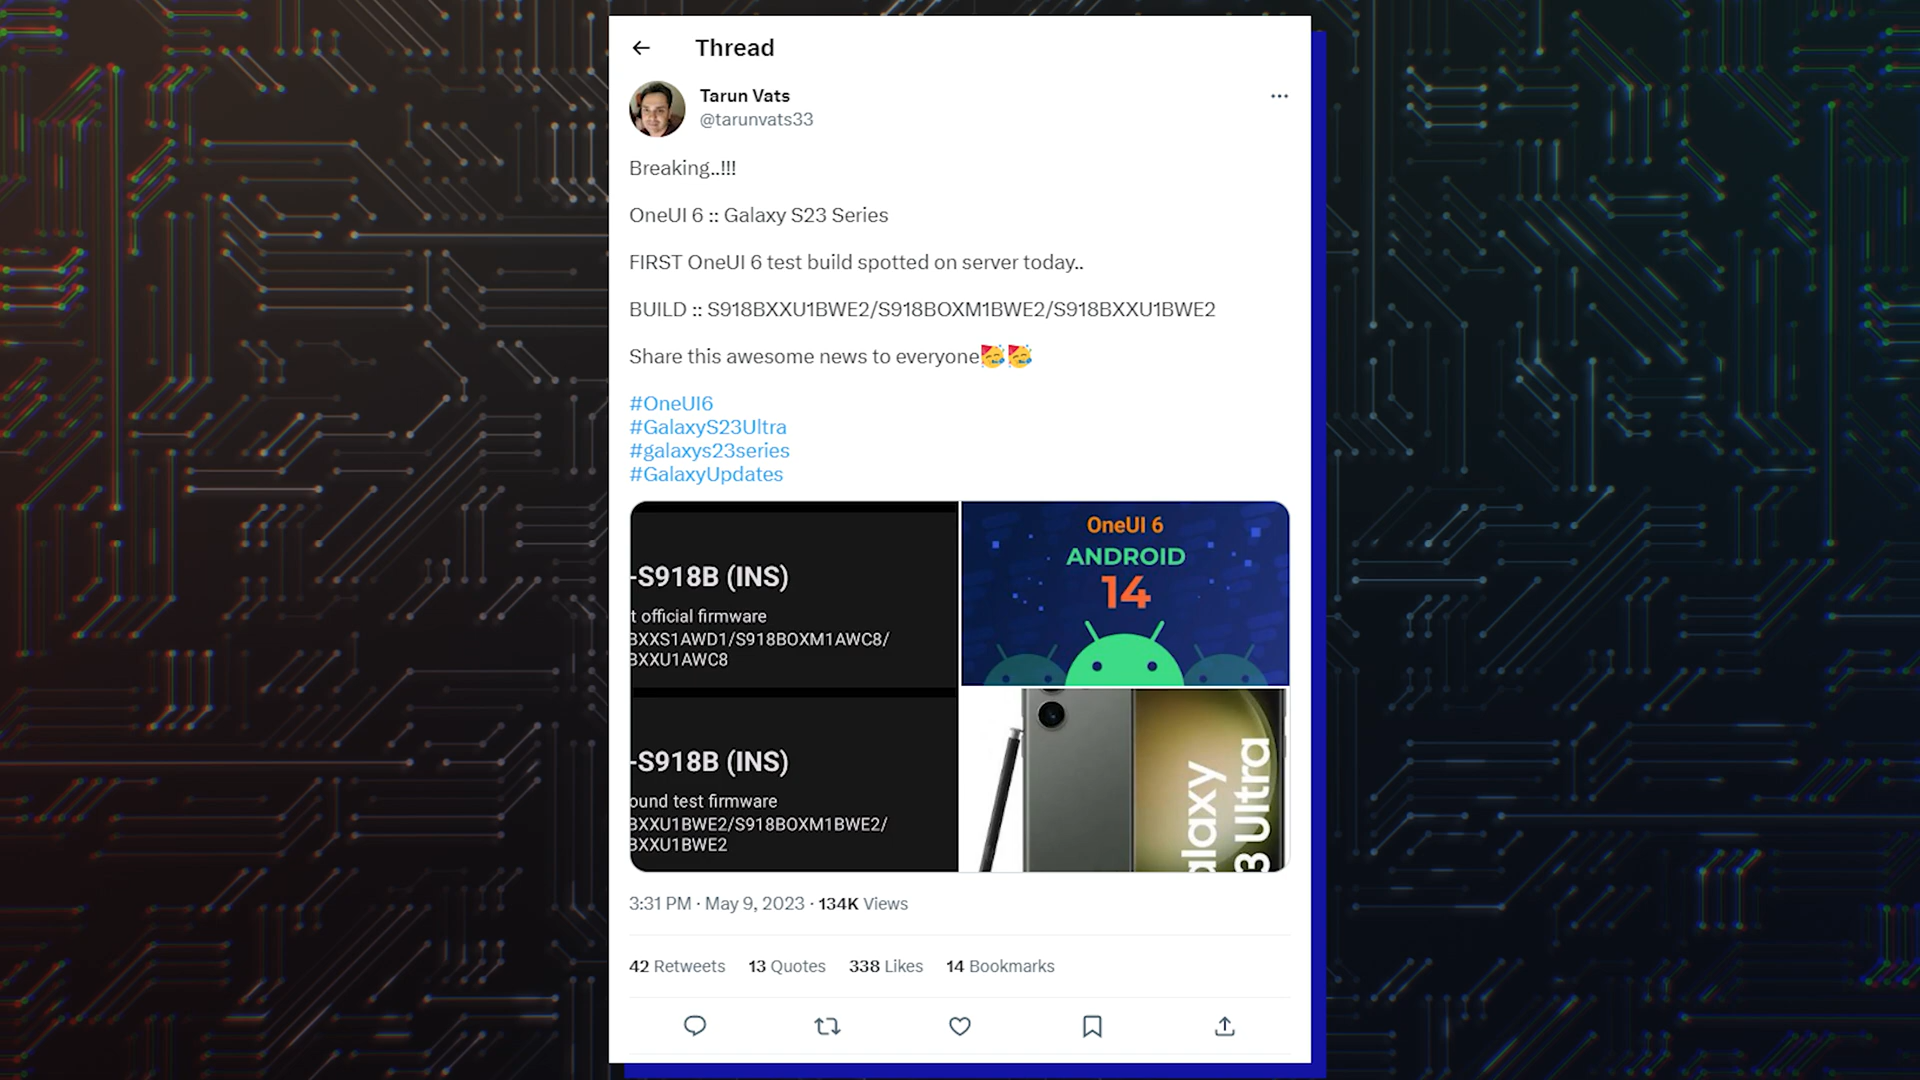 Thread
Tarun Vats
@tarunvats33
Breaking..!!!
OneUI 6 :: Galaxy S23 Series
FIRST OneUI 6 test build spotted on server today..
BUILD :: S918BXXU1BWE2/S918BOXM1BWE2/S918BXXU1BWE2
Share this awesome news to everyone🥳🥳
#OneUI6
#GalaxyS23Ultra
#galaxys23series
#GalaxyUpdates
-S918B (INS)
t official firmware
BXXS1AWD1/S918BOXM1AWC8/
BXXU1AWC8
-S918B (INS)
ound test firmware
BXXU1BWE2/S918BOXM1BWE2/
BXXU1BWE2
OneUI 6
ANDROID
14
alaxy
3 Ultra
3:31 PM · May 9, 2023 · 134K Views
42 Retweets 13 Quotes 338 Likes 14 Bookmarks